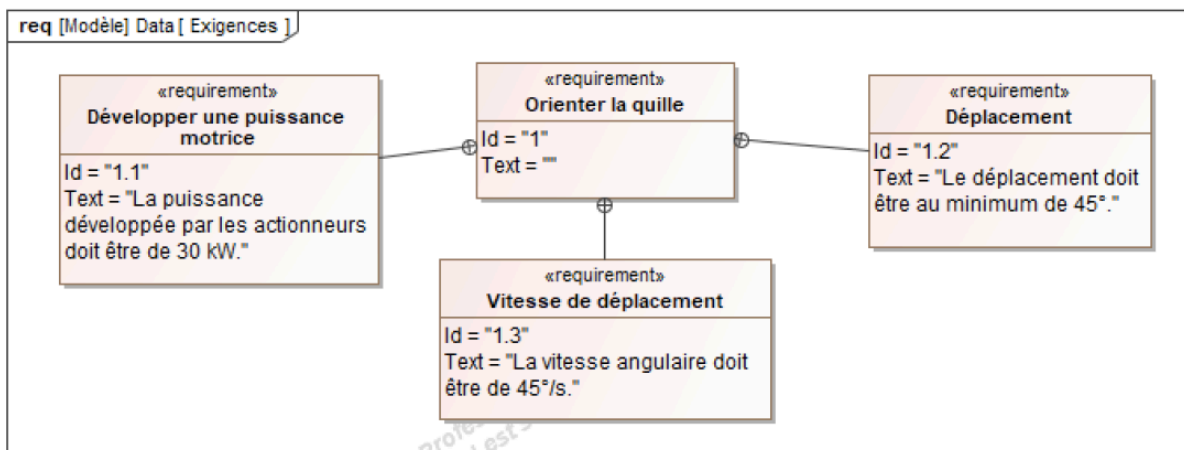 req [Modèle] Data [ Exigences ]
«requirement»
Développer une puissance
motrice
Id = "1.1"
Text = "La puissance
développée par les actionneurs
doit être de 30 kW."
«requirement»
Orienter la quille
Id = "1"
Text = ""
«requirement»
Déplacement
Id = "1.2"
Text = "Le déplacement doit
être au minimum de 45°."
«requirement»
Vitesse de déplacement
Id = "1.3"
Text = "La vitesse angulaire doit
être de 45°/s."